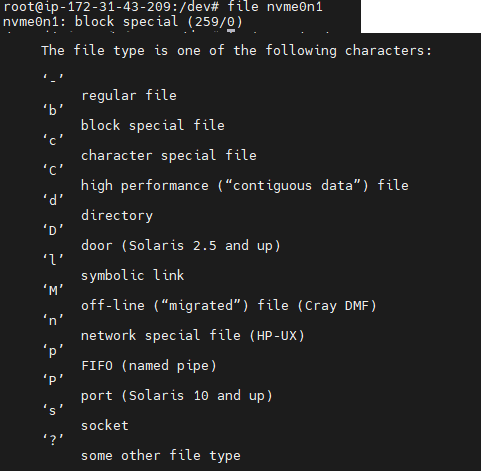 root@ip-172-31-43-209:/dev# file nvme0n1
nvme0n1: block special (259/0)
The file type is one of the following characters:
‘-’
regular file
‘b’
block special file
‘c’
character special file
‘C’
high performance (“contiguous data”) file
‘d’
directory
‘D’
door (Solaris 2.5 and up)
‘l’
symbolic link
‘M’
off-line (“migrated”) file (Cray DMF)
‘n’
network special file (HP-UX)
‘p’
FIFO (named pipe)
‘P’
port (Solaris 10 and up)
‘s’
socket
‘?’
some other file type